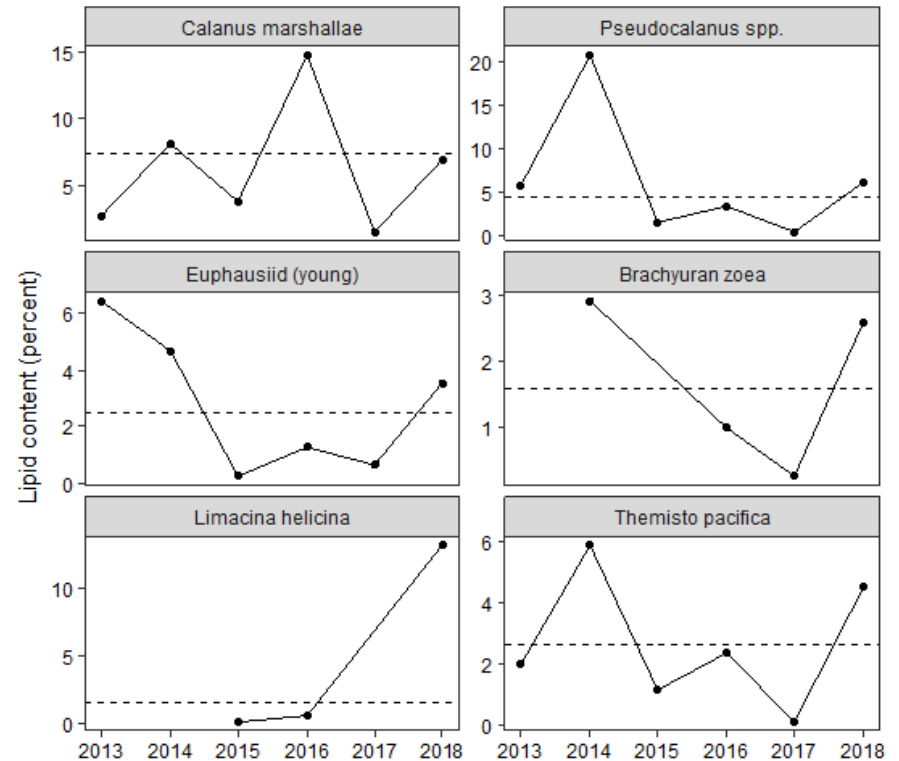 Calanus marshallae
Pseudocalanus spp.
15
10
5
20
15
10
5
0
Euphausiid (young)
Brachyuran zoea
Lipid content (percent)
6
4
2
0
3
2
1
Limacina helicina
Themisto pacifica
10
5
0
6
4
2
0
2013 2014 2015 2016 2017 2018
2013 2014 2015 2016 2017 2018